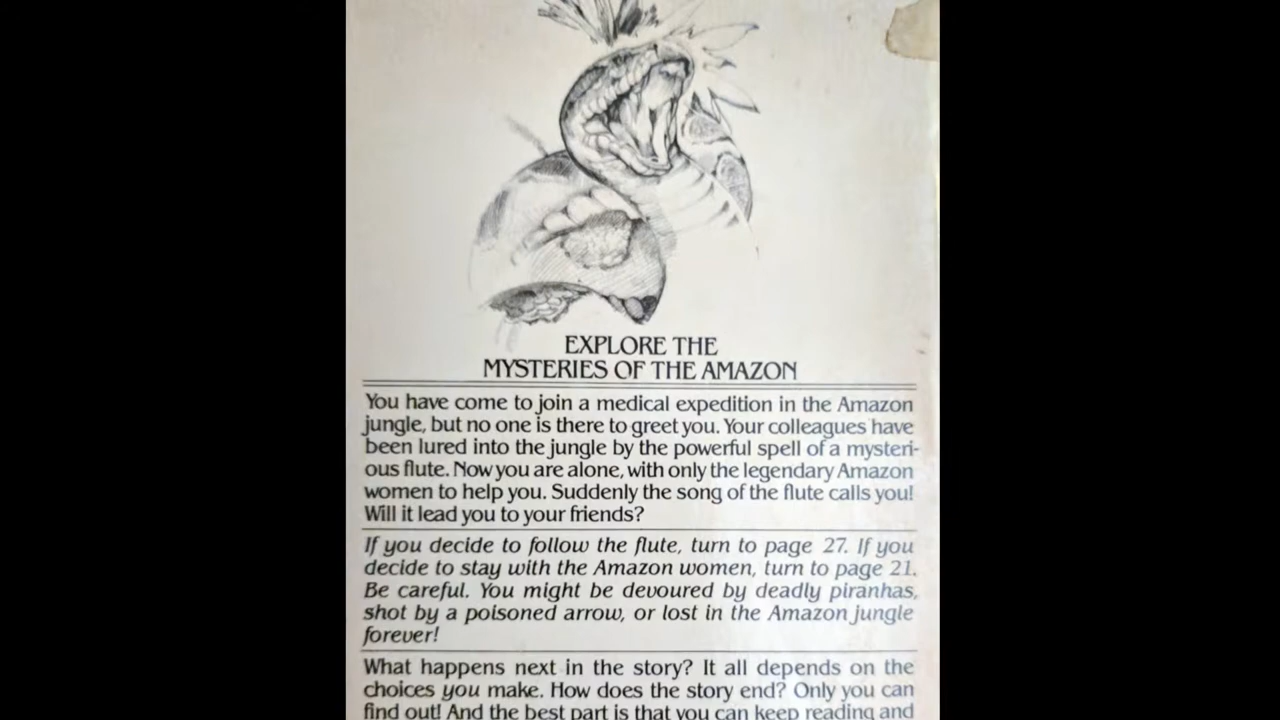 EXPLORE THE
MYSTERIES OF THE AMAZON
You have come to join a medical expedition in the Amazon
jungle, but no one is there to greet you. Your colleagues have
been lured into the jungle by the powerful spell of a mysteri-
ous flute. Now you are alone, with only the legendary Amazon
women to help you. Suddenly the song of the flute calls you!
Will it lead you to your friends?
If you decide to follow the flute, turn to page 27. If you
decide to stay with the Amazon women, turn to page 21.
Be careful. You might be devoured by deadly piranhas,
shot by a poisoned arrow, or lost in the Amazon jungle
forever!
What happens next in the story? It all depends on the
choices you make. How does the story end? Only you can
find out! And the best part is that you can keep reading and